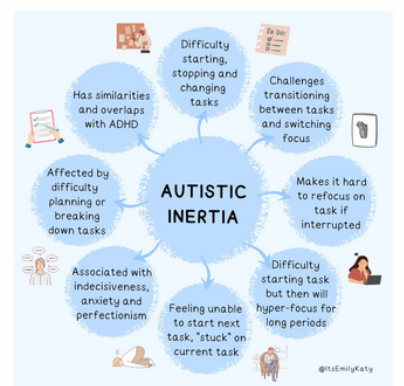 AUTISTIC
INERTIA
Difficulty
starting,
stopping and
changing
tasks
To Do:
Challenges
transitioning
between tasks
and switching
focus
Makes it hard
to refocus on
task if
interrupted
Difficulty
starting task
but then will
hyper-focus for
long periods
Feeling unable
to start next
task, "stuck" on
current task
Associated with
indecisiveness,
anxiety and
perfectionism
Affected by
difficulty
planning or
breaking
down tasks
Has similarities
and overlaps
with ADHD
@ItsEmilyKaty